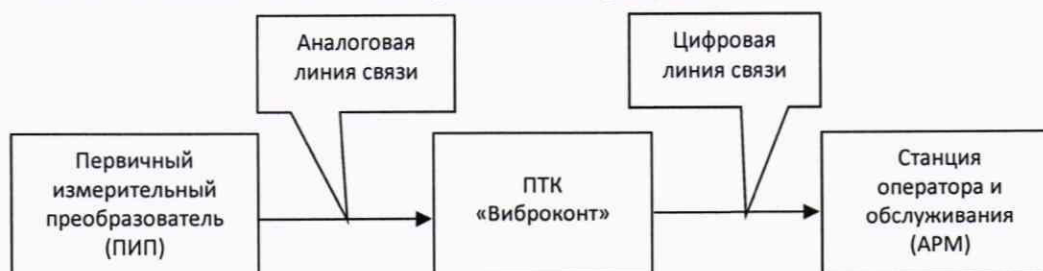 Аналоговая
линия связи
Цифровая
линия связи
Первичный
измерительный
преобразователь
(ПИП)
ПТК
«Виброконт»
Станция
оператора и
обслуживания
(АРМ)